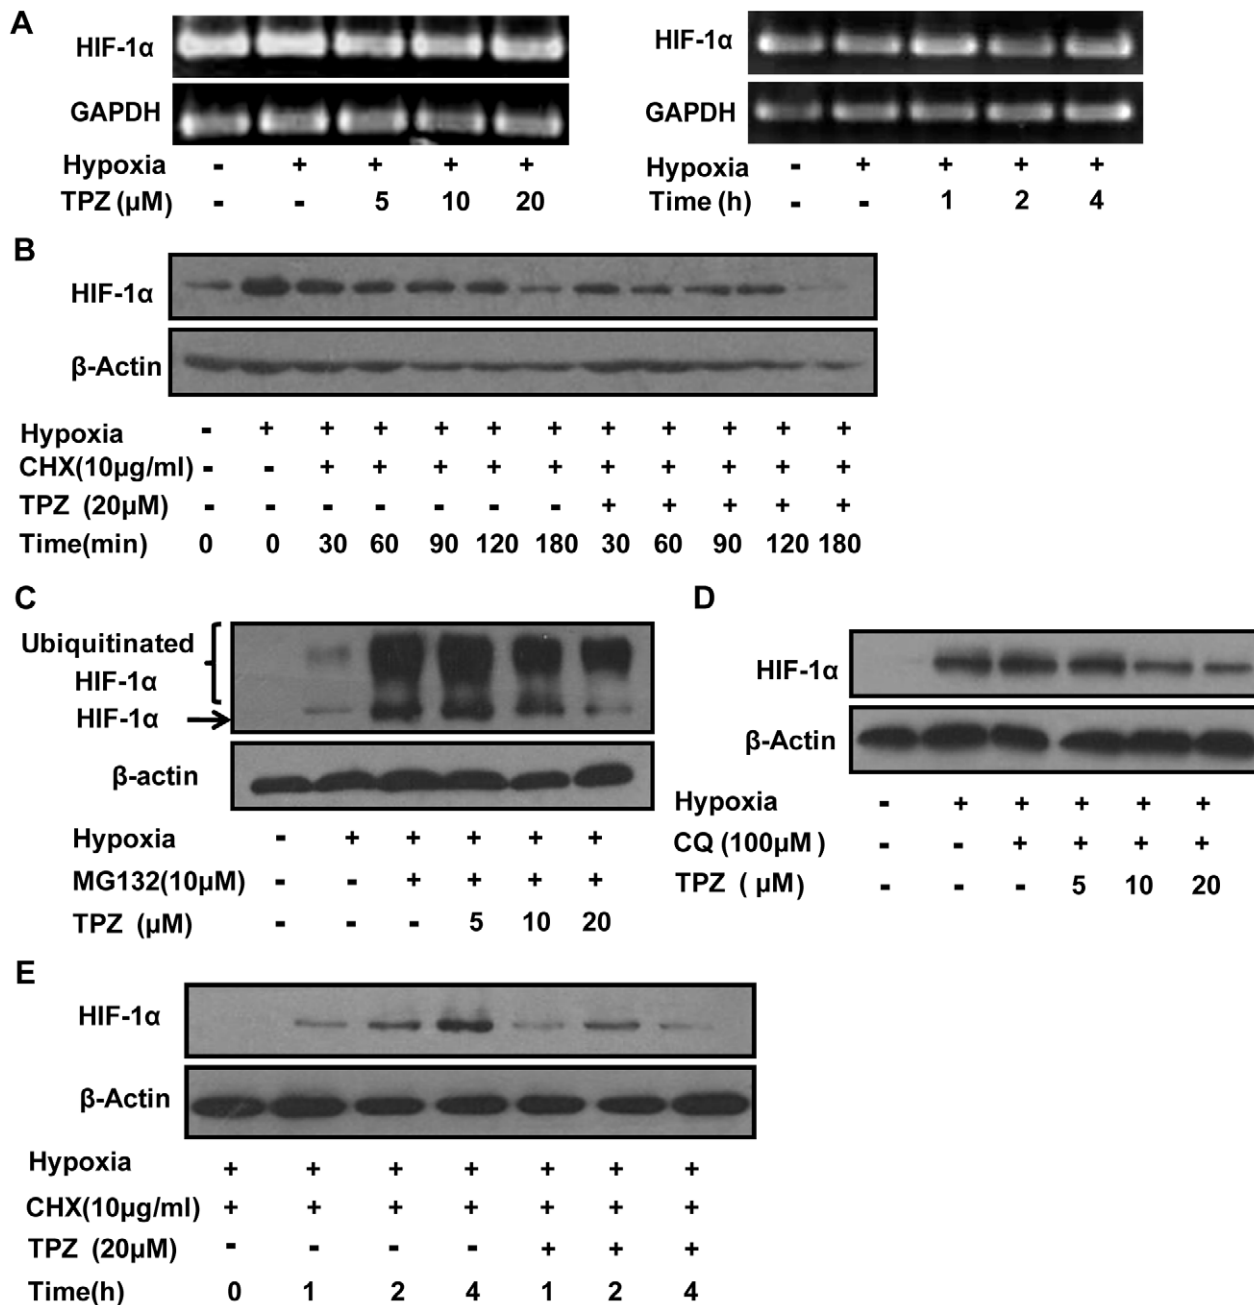 A
HIF-1α
GAPDH
Hypoxia - + + + +
TPZ (μM) - - 5 10 20
HIF-1α
GAPDH
Hypoxia - + + + +
Time (h) - - 1 2 4
B
HIF-1α
β-Actin
Hypoxia - + + + + + + + + + + +
CHX(10μg/ml) - - + + + + + + + + + +
TPZ (20μM) - - - - - - - + + + + +
Time(min) 0 0 30 60 90 120 180 30 60 90 120 180
C
Ubiquitinated
HIF-1α
HIF-1α
β-actin
Hypoxia - + + + + +
MG132(10μM) - - + + + +
TPZ (μM) - - - 5 10 20
D
HIF-1α
β-Actin
Hypoxia - + + + + +
CQ (100μM) - - + + + +
TPZ ( μM) - - - 5 10 20
E
HIF-1α
β-Actin
Hypoxia + + + + + + +
CHX(10μg/ml) + + + + + + +
TPZ (20μM) - - - - + + +
Time(h) 0 1 2 4 1 2 4